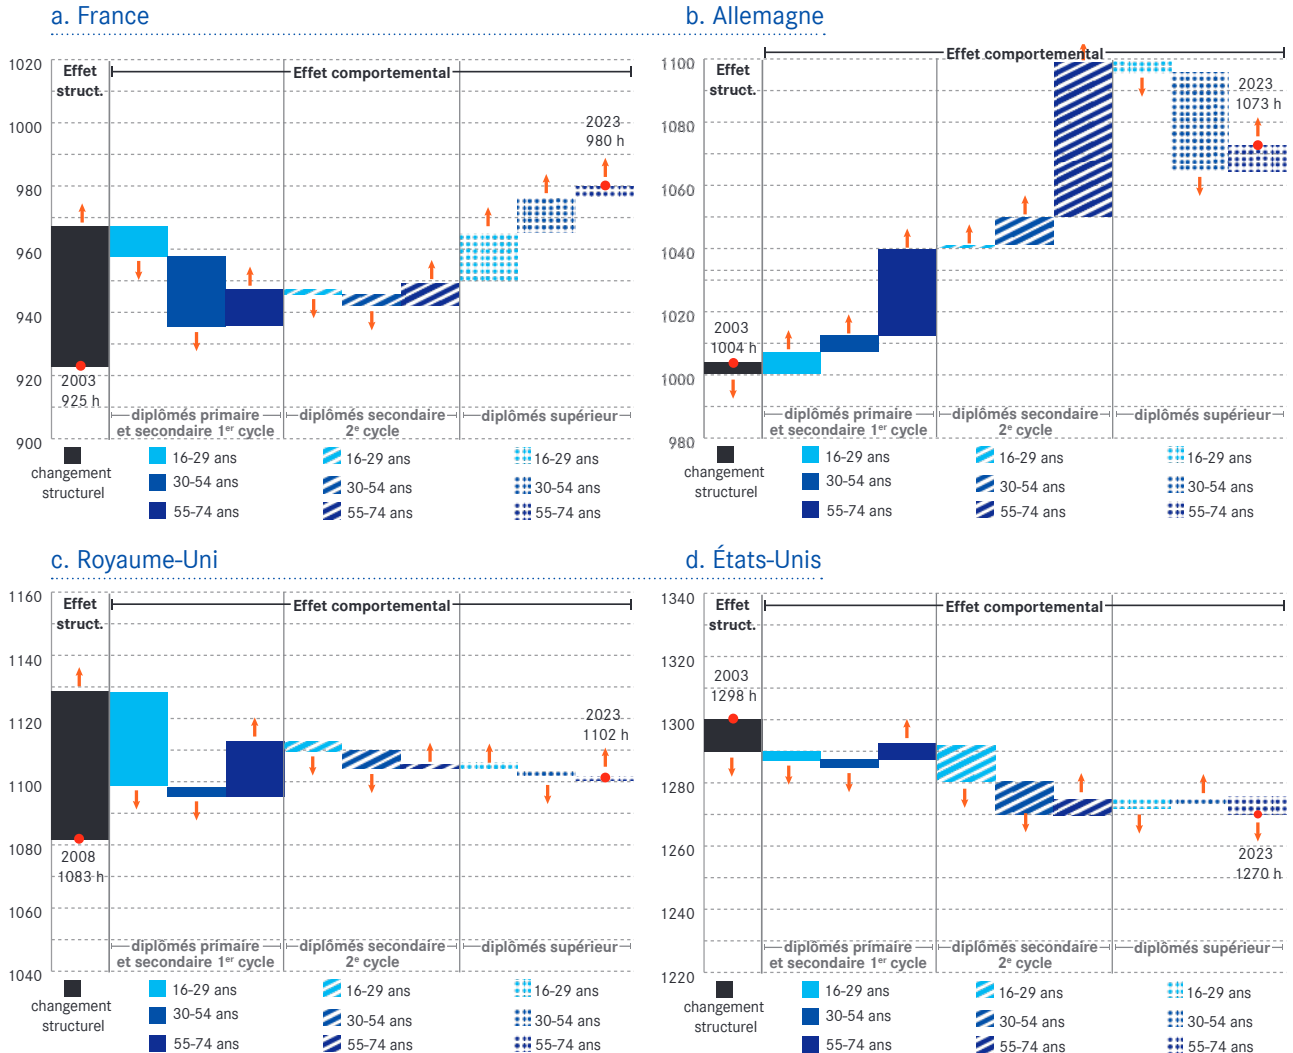 a. France
1020
1000
980
960
940
920
900
Effet
struct.
Effet comportemental
2023
980 h
2003
925 h
diplômés primaire
et secondaire 1er cycle
diplômés secondaire
2e cycle
diplômés supérieur
changement
structurel
16-29 ans
30-54 ans
55-74 ans
16-29 ans
30-54 ans
55-74 ans
16-29 ans
30-54 ans
55-74 ans
b. Allemagne
1100
1080
1060
1040
1020
1000
980
Effet
struct.
Effet comportemental
2023
1073 h
2003
1004 h
diplômés primaire
et secondaire 1er cycle
diplômés secondaire
2e cycle
diplômés supérieur
changement
structurel
16-29 ans
30-54 ans
55-74 ans
16-29 ans
30-54 ans
55-74 ans
16-29 ans
30-54 ans
55-74 ans
c. Royaume-Uni
1160
1140
1120
1100
1080
1060
1040
Effet
struct.
Effet comportemental
2023
1102 h
2008
1083 h
diplômés primaire
et secondaire 1er cycle
diplômés secondaire
2e cycle
diplômés supérieur
changement
structurel
16-29 ans
30-54 ans
55-74 ans
16-29 ans
30-54 ans
55-74 ans
16-29 ans
30-54 ans
55-74 ans
d. États-Unis
1340
1320
1300
1280
1260
1240
1220
Effet
struct.
Effet comportemental
2003
1298 h
2023
1270 h
diplômés primaire
et secondaire 1er cycle
diplômés secondaire
2e cycle
diplômés supérieur
changement
structurel
16-29 ans
30-54 ans
55-74 ans
16-29 ans
30-54 ans
55-74 ans
16-29 ans
30-54 ans
55-74 ans